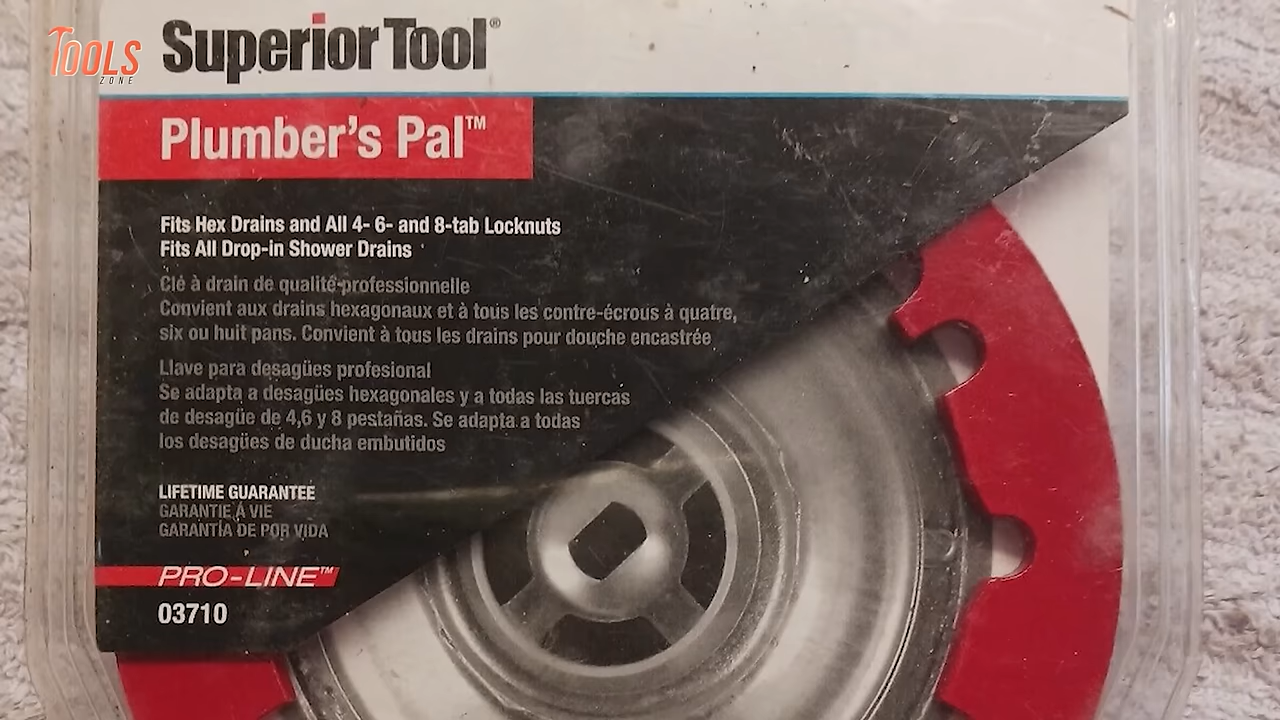 TOOLS
ZONE
Superior Tool®
Plumber's Pal™
Fits Hex Drains and All 4- 6- and 8-tab Locknuts
Fits All Drop-in Shower Drains
Clé à drain de qualité professionnelle
Convient aux drains hexagonaux et à tous les contre-écrous à quatre,
six ou huit pans. Convient à tous les drains pour douche encastrée
Llave para desagües profesional
Se adapta a desagües hexagonales y a todas las tuercas
de desagüe de 4,6 y 8 pestañas. Se adapta a todas
los desagües de ducha embutidos
LIFETIME GUARANTEE
GARANTIE À VIE
GARANTÍA DE POR VIDA
PRO-LINE™
03710